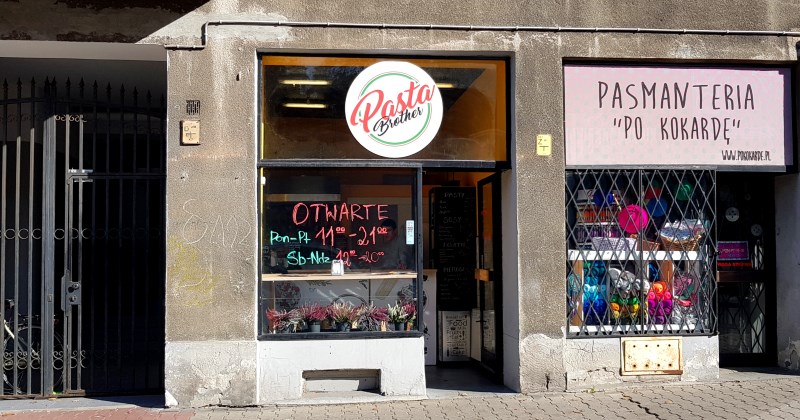 Pasta
Brother
OTWARTE
Pon-Pt 11⁰⁰-21⁰⁰
Sb-Ndz 12⁰⁰-20⁰⁰
PASMANTERIA
"PO KOKARDĘ"
WWW.POKOKARDE.PL